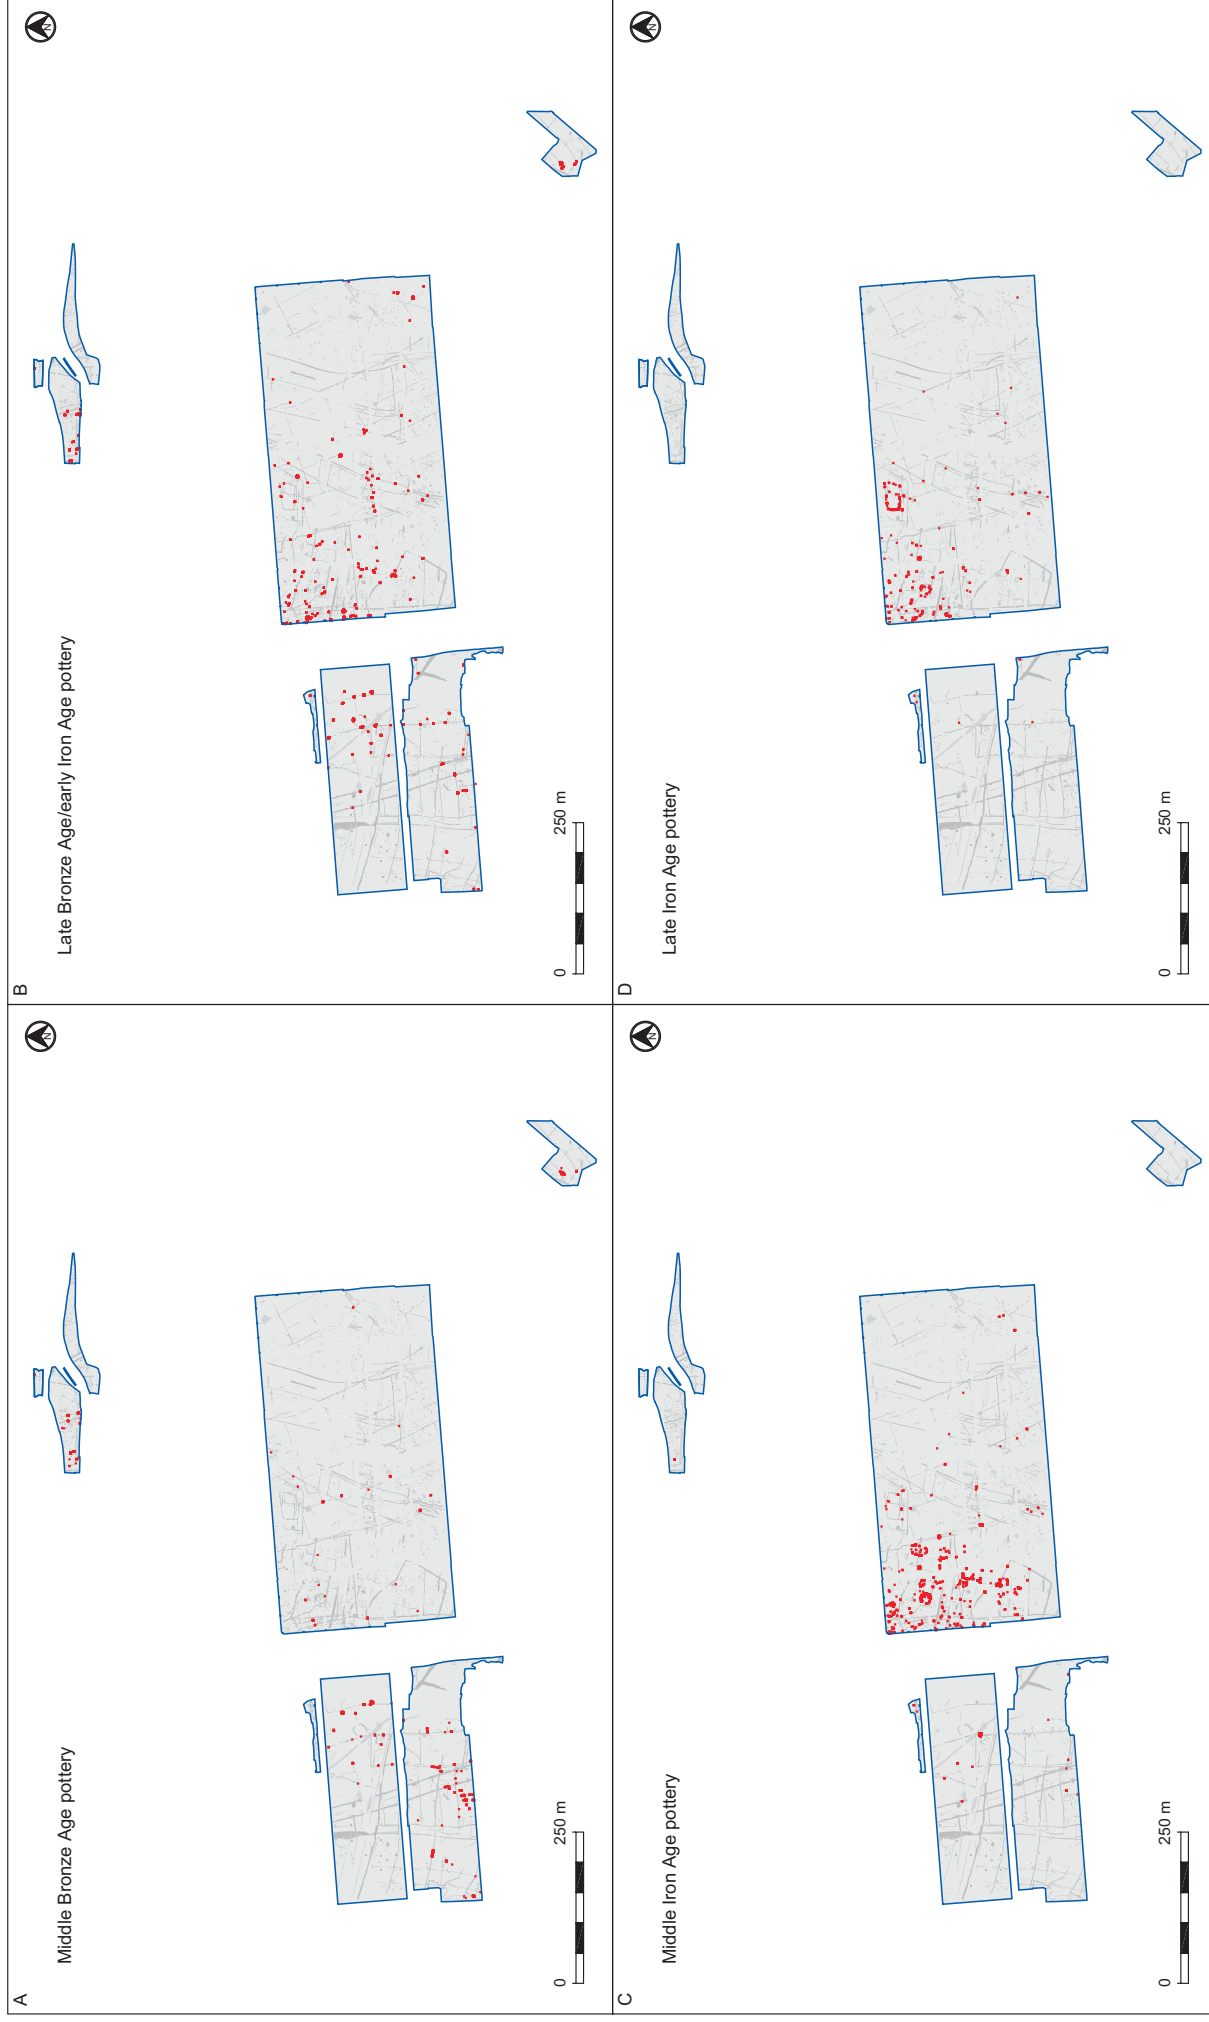 A
Middle Bronze Age pottery
0
250 m
N
B
Late Bronze Age/early Iron Age pottery
0
250 m
N
C
Middle Iron Age pottery
0
250 m
N
D
Late Iron Age pottery
0
250 m
N